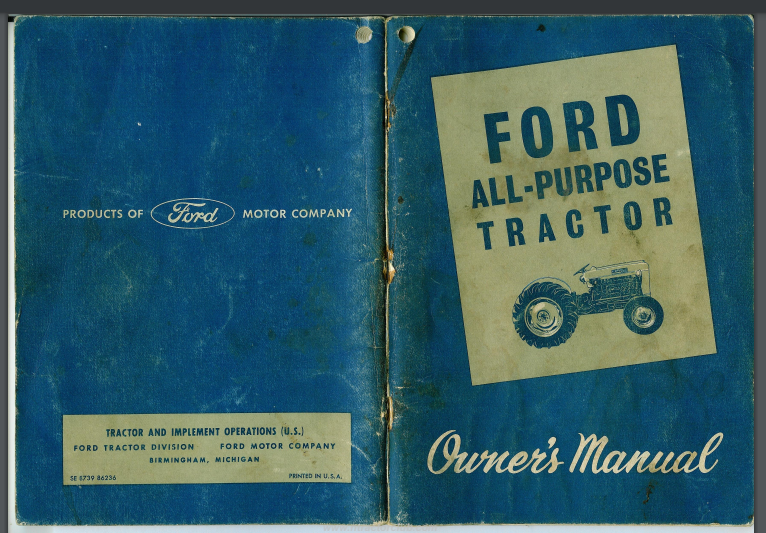 PRODUCTS OF Ford MOTOR COMPANY
TRACTOR AND IMPLEMENT OPERATIONS (U.S.)
FORD TRACTOR DIVISION FORD MOTOR COMPANY
BIRMINGHAM, MICHIGAN
SE 8739 86236 PRINTED IN U.S.A.
FORD
ALL-PURPOSE
TRACTOR
Owner's Manual